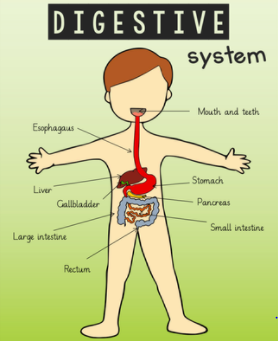 DIGESTIVE
system
Mouth and teeth
Esophagaus
Liver
Stomach
Gallbladder
Pancreas
Large intestine
Small intestine
Rectum